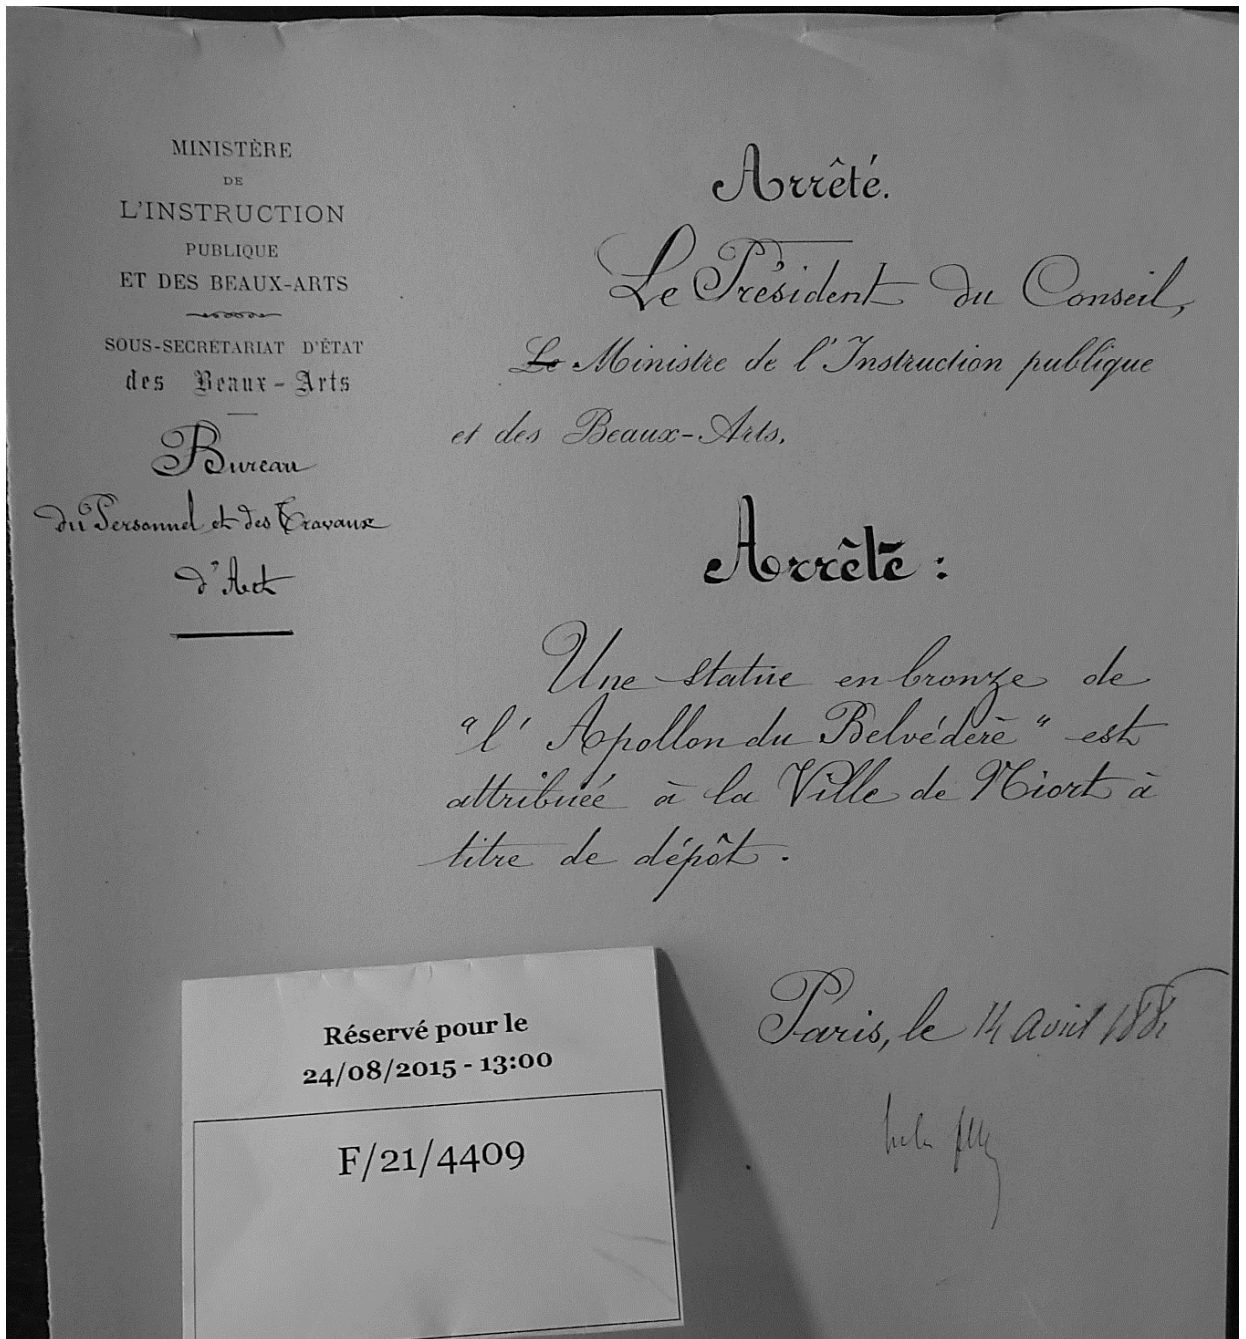 MINISTÈRE
DE
L'INSTRUCTION
PUBLIQUE
ET DES BEAUX-ARTS
SOUS-SECRETARIAT D'ÉTAT
des Beaux-Arts
Bureau
du Personnel et des Travaux
d'Art
Arrêté.
Le Président du Conseil,
Le Ministre de l'Instruction publique
et des Beaux-Arts,
Arrêté :
Une statue en bronze de
"l'Apollon du Belvédère" est
attribuée à la Ville de Niort à
titre de dépôt.
Paris, le 14 avril
Réservé pour le
24/08/2015 - 13:00
F/21/4409